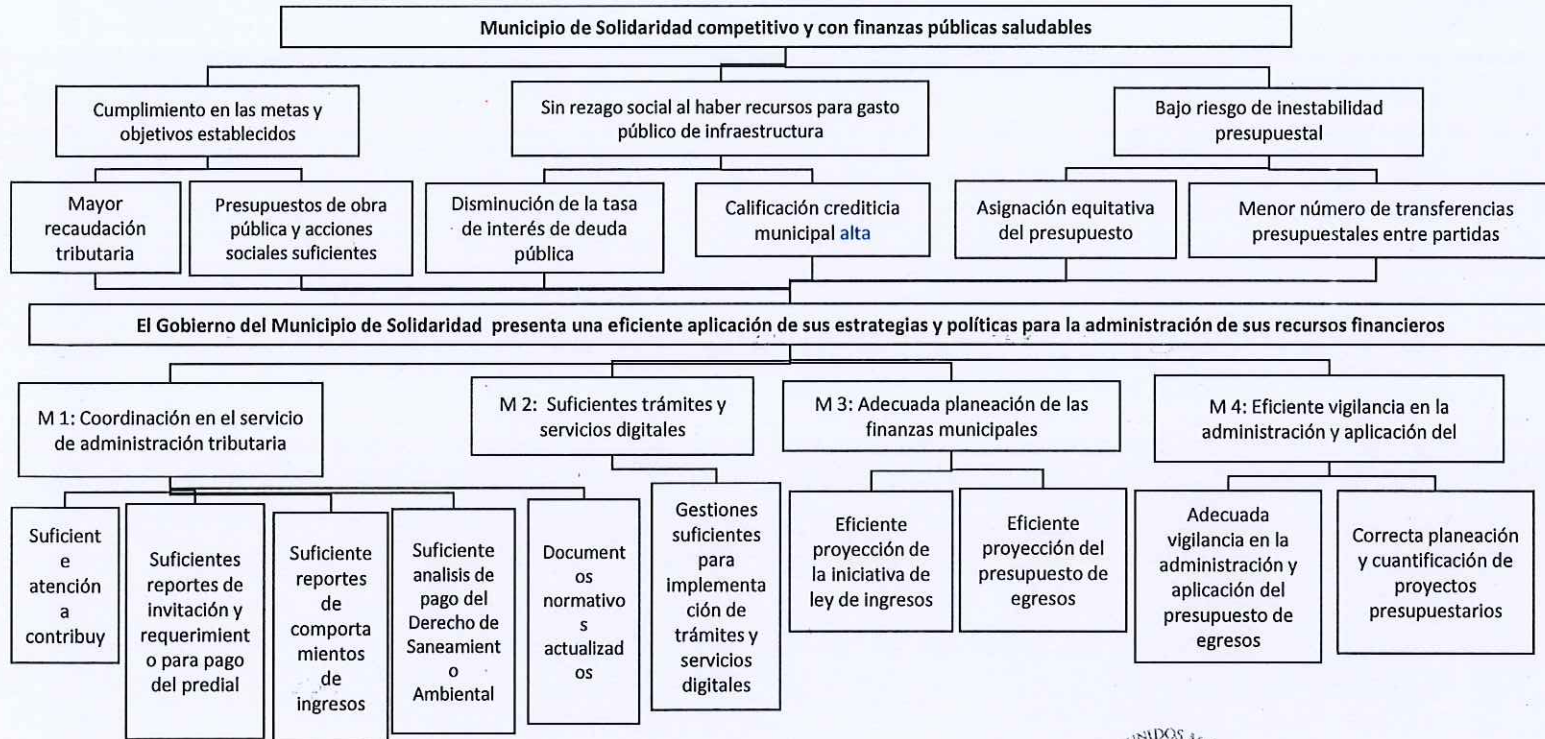 Municipio de Solidaridad competitivo y con finanzas públicas saludables
Cumplimiento en las metas y
objetivos establecidos
Sin rezago social al haber recursos para gasto
público de infraestructura
Bajo riesgo de inestabilidad
presupuestal
Mayor
recaudación
tributaria
Presupuestos de obra
pública y acciones
sociales suficientes
Disminución de la tasa
de interés de deuda
pública
Calificación crediticia
municipal alta
Asignación equitativa
del presupuesto
Menor número de transferencias
presupuestales entre partidas
El Gobierno del Municipio de Solidaridad presenta una eficiente aplicación de sus estrategias y políticas para la administración de sus recursos financieros
M 1: Coordinación en el servicio
de administración tributaria
M 2: Suficientes trámites y
servicios digitales
M 3: Adecuada planeación de las
finanzas municipales
M 4: Eficiente vigilancia en la
administración y aplicación del
Suficient
e
atención
a
contribuy
Suficientes
reportes de
invitación y
requerimient
o para pago
del predial
Suficiente
reportes
de
comporta
mientos
de
ingresos
Suficiente
analisis de
pago del
Derecho de
Saneamient
o
Ambiental
Document
os
normativo
s
actualizad
os
Gestiones
suficientes
para
implementa
ción de
trámites y
servicios
digitales
Eficiente
proyección de
la iniciativa de
ley de ingresos
Eficiente
proyección del
presupuesto de
egresos
Adecuada
vigilancia en la
administración y
aplicación del
presupuesto de
egresos
Correcta planeación
y cuantificación de
proyectos
presupuestarios
UNIDOS